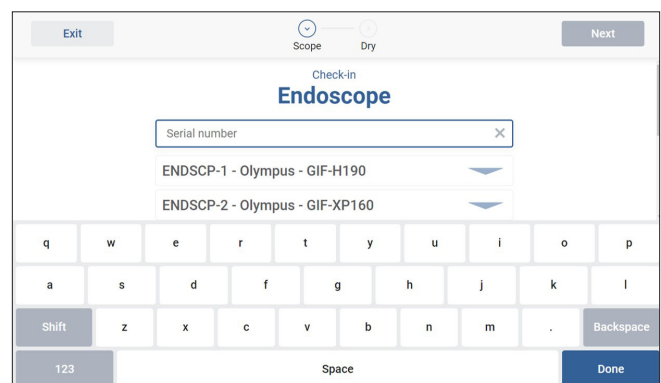 Exit
Next
Scope
Dry
Check-in
Endoscope
Serial number
ENDSCP-1 - Olympus - GIF-H190
ENDSCP-2 - Olympus - GIF-XP160
q w e r t y u i o p
a s d f g h j k l
Shift z x c v b n m . Backspace
123 Space Done